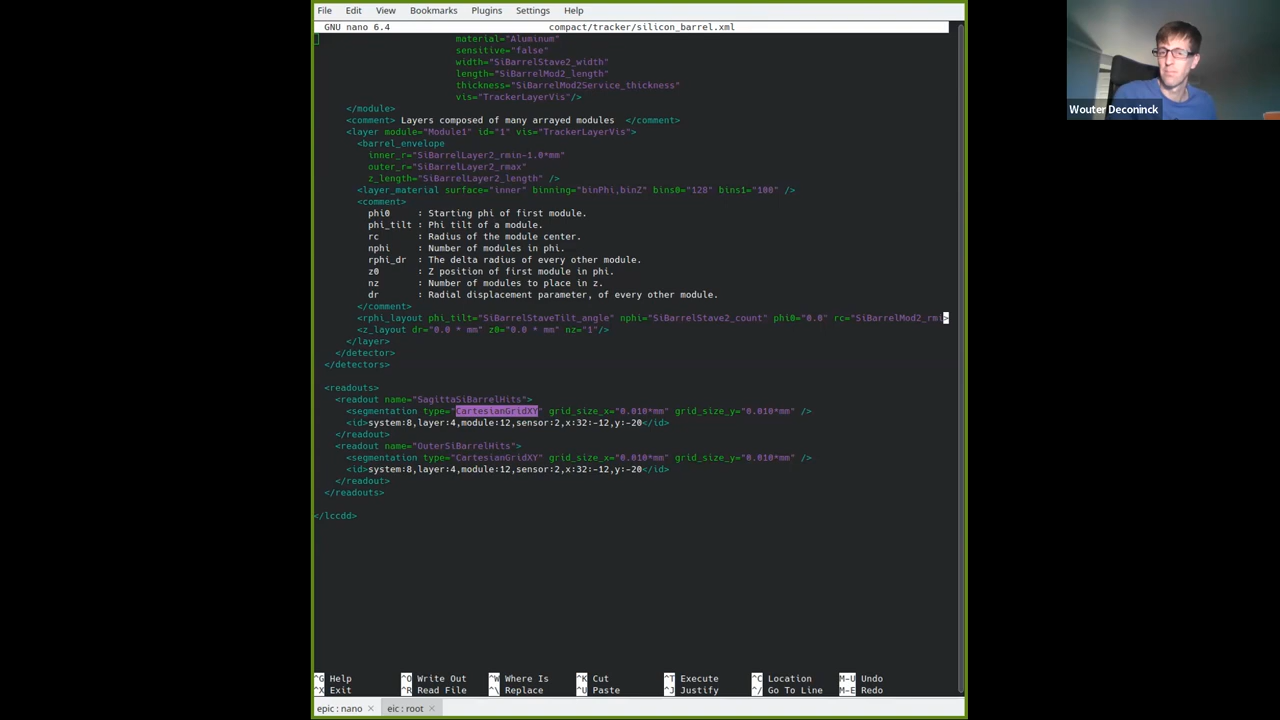 File Edit View Bookmarks Plugins Settings Help
GNU nano 6.4 compact/tracker/silicon_barrel.xml
material="Aluminum"
sensitive="false"
width="SiBarrelStave2_width"
length="SiBarrelMod2_length"
thickness="SiBarrelMod2Service_thickness"
vis="TrackerLayerVis"/>
</module>
<comment> Layers composed of many arrayed modules </comment>
<layer module="Module1" id="1" vis="TrackerLayerVis">
<barrel_envelope
inner_r="SiBarrelLayer2_rmin-1.0*mm"
outer_r="SiBarrelLayer2_rmax"
z_length="SiBarrelLayer2_length" />
<layer_material surface="inner" binning="binPhi,binZ" bins0="128" bins1="100" />
<comment>
phi0 : Starting phi of first module.
phi_tilt : Phi tilt of a module.
rc : Radius of the module center.
nphi : Number of modules in phi.
rphi_dr : The delta radius of every other module.
z0 : Z position of first module in phi.
nz : Number of modules to place in z.
dr : Radial displacement parameter, of every other module.
</comment>
<rphi_layout phi_tilt="SiBarrelStaveTilt_angle" nphi="SiBarrelStave2_count" phi0="0.0" rc="SiBarrelMod2_rmi>
<z_layout dr="0.0 * mm" z0="0.0 * mm" nz="1"/>
</layer>
</detector>
</detectors>
<readouts>
<readout name="SagittaSiBarrelHits">
<segmentation type="CartesianGridXY" grid_size_x="0.010*mm" grid_size_y="0.010*mm" />
<id>system:8,layer:4,module:12,sensor:2,x:32:-12,y:-20</id>
</readout>
<readout name="OuterSiBarrelHits">
<segmentation type="CartesianGridXY" grid_size_x="0.010*mm" grid_size_y="0.010*mm" />
<id>system:8,layer:4,module:12,sensor:2,x:32:-12,y:-20</id>
</readout>
</readouts>
</lccdd>
^G Help ^O Write Out ^W Where Is ^K Cut ^T Execute ^C Location M-U Undo
^X Exit ^R Read File ^\ Replace ^U Paste ^J Justify ^/ Go To Line M-E Redo
epic : nano eic : root
Wouter Deconinck